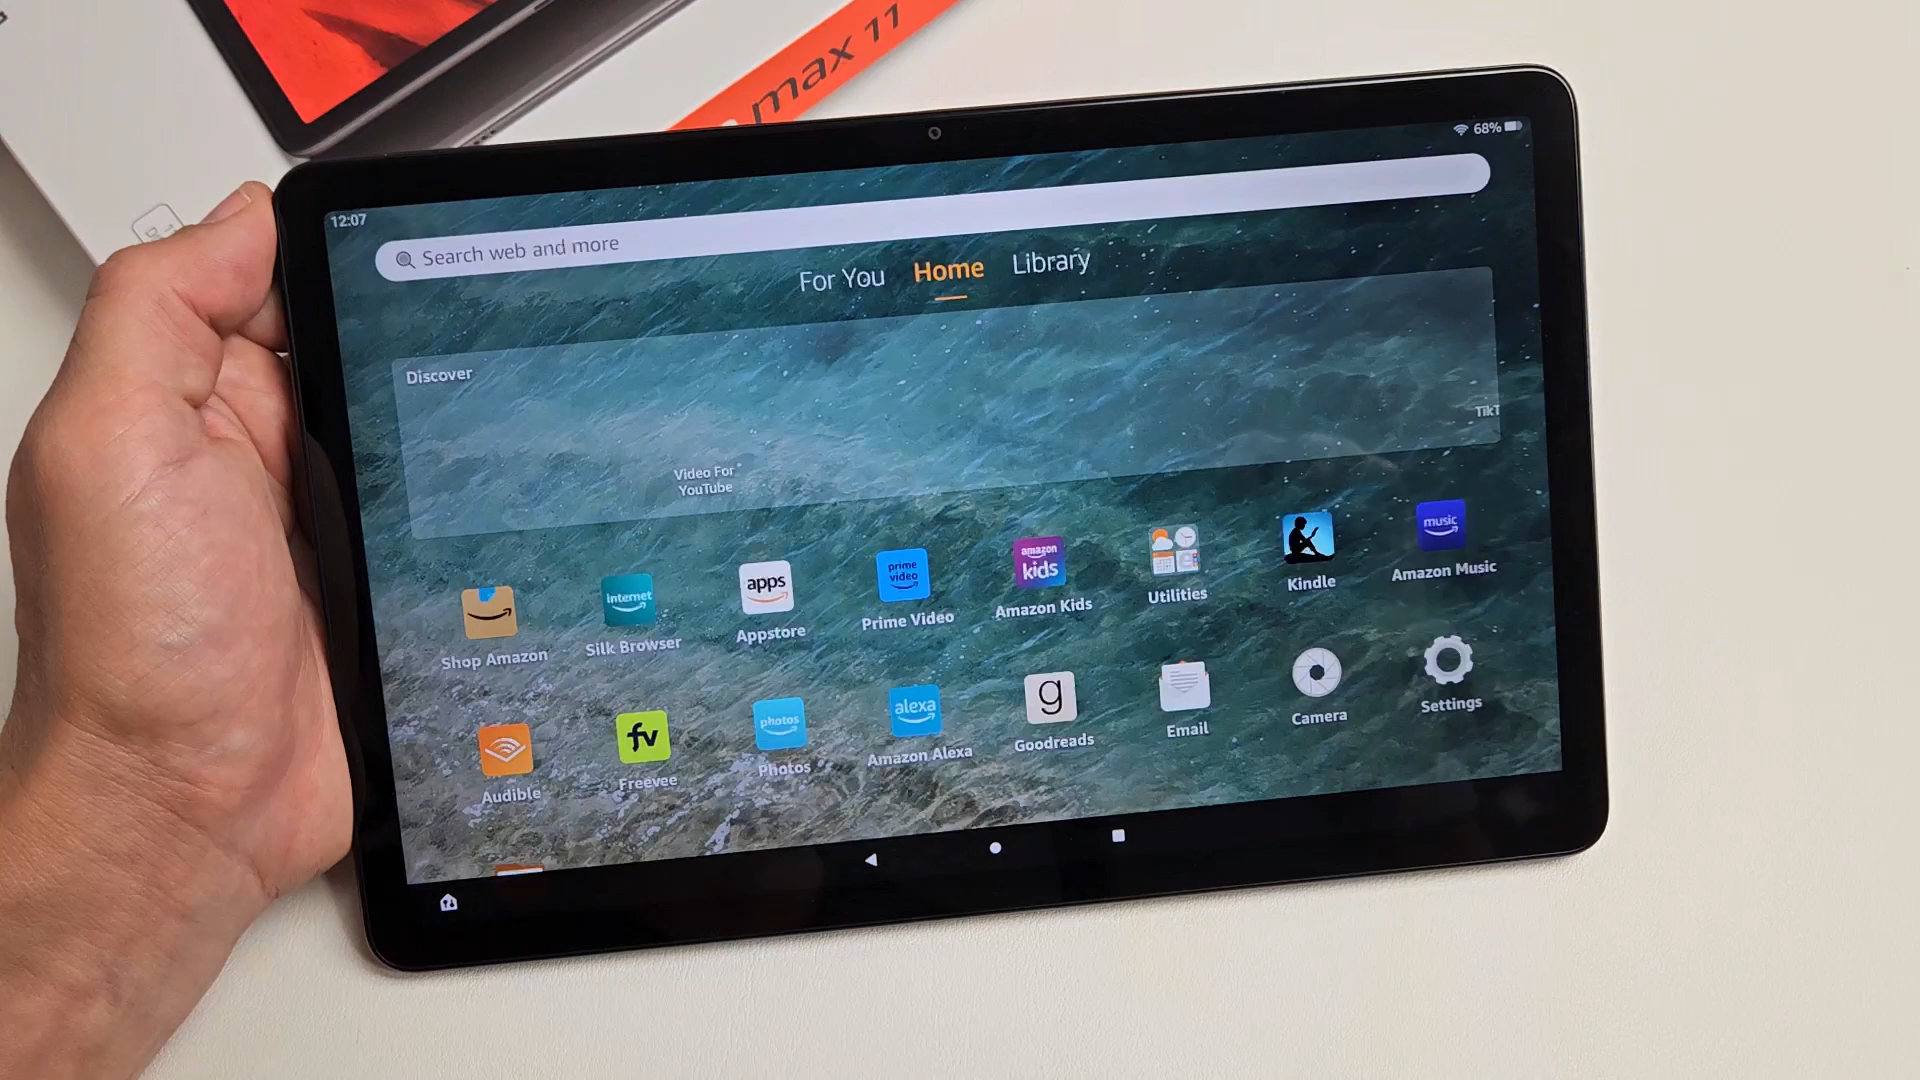 max 11
12:07
68%
Search web and more
For You Home Library
Discover
Video For
YouTube
TikT
internet
apps
prime
video
amazon
kids
music
Shop Amazon
Silk Browser
Appstore
Prime Video
Amazon Kids
Utilities
Kindle
Amazon Music
fv
photos
alexa
g
Audible
Freevee
Photos
Amazon Alexa
Goodreads
Email
Camera
Settings